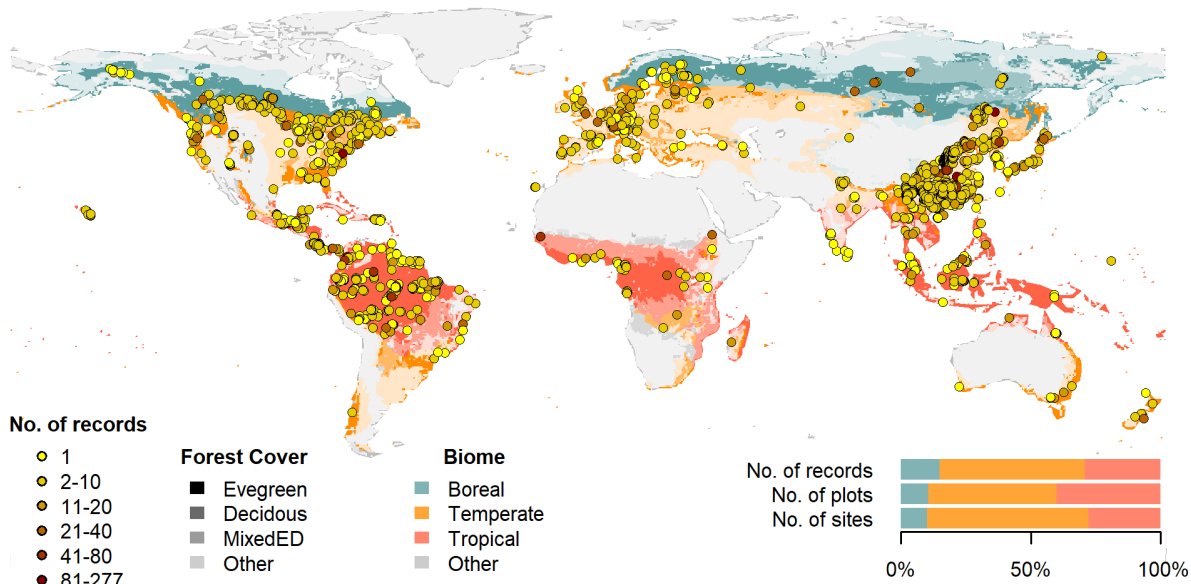 No. of records
1
2-10
11-20
21-40
41-80
81-277
Forest Cover
Evegreen
Decidous
MixedED
Other
Biome
Boreal
Temperate
Tropical
Other
No. of records
No. of plots
No. of sites
0%
50%
100%